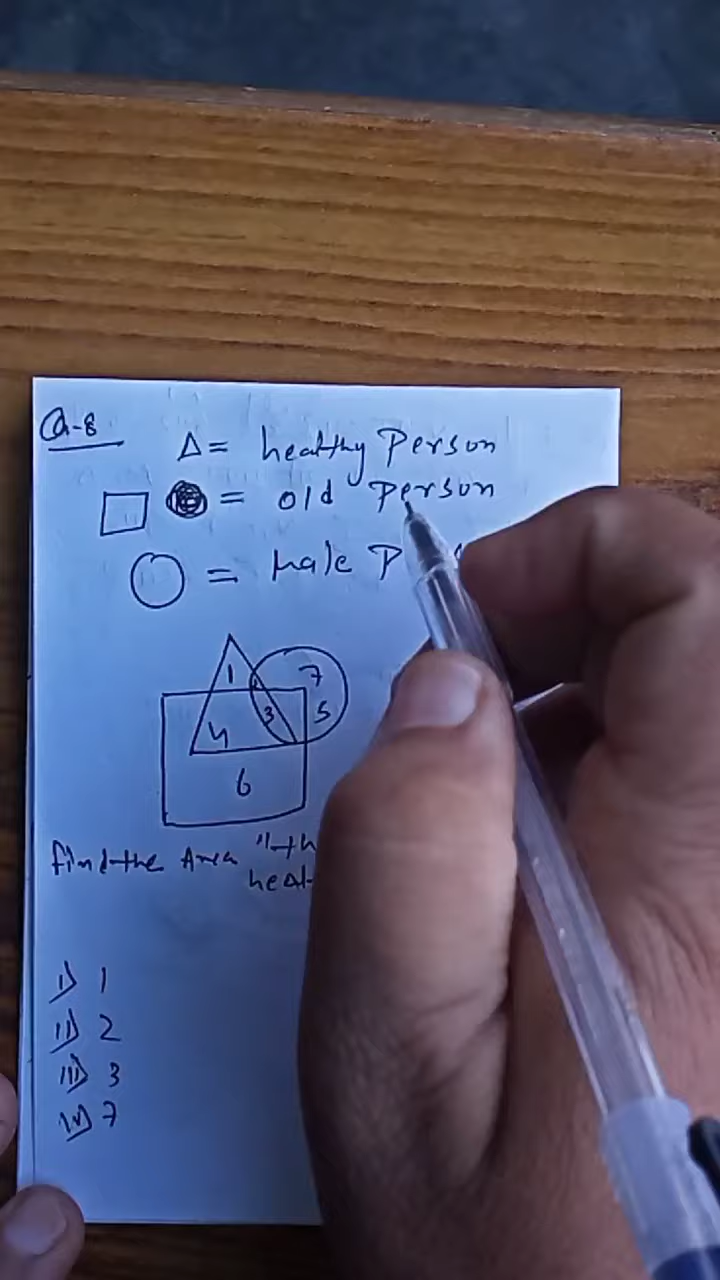 Q-8
Δ = healthy Person
□ = old Person
○ = Male
1
7
3
5
4
6
find the Area "
i) 1
ii) 2
iii) 3
iv) 7